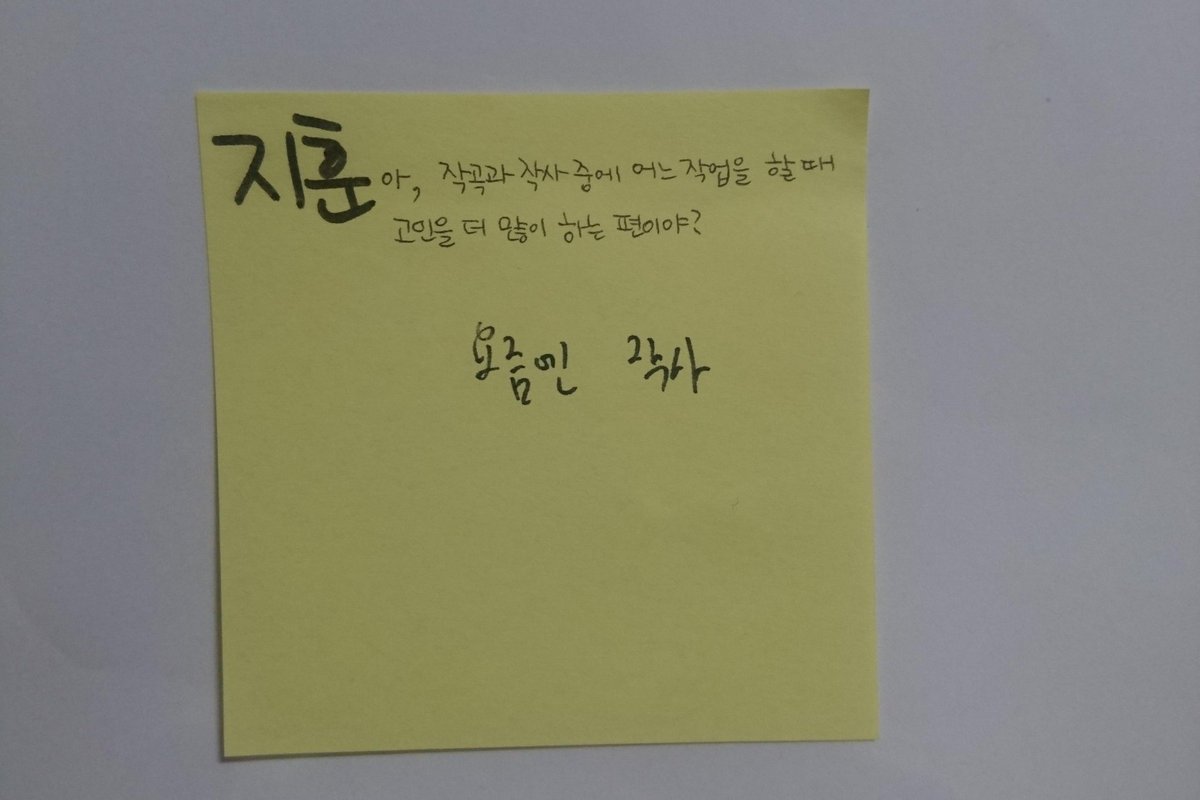 지훈아, 작곡과 작사 중에 어느 작업을 할 때
고민을 더 많이 하는 편이야?
요즘엔 작사